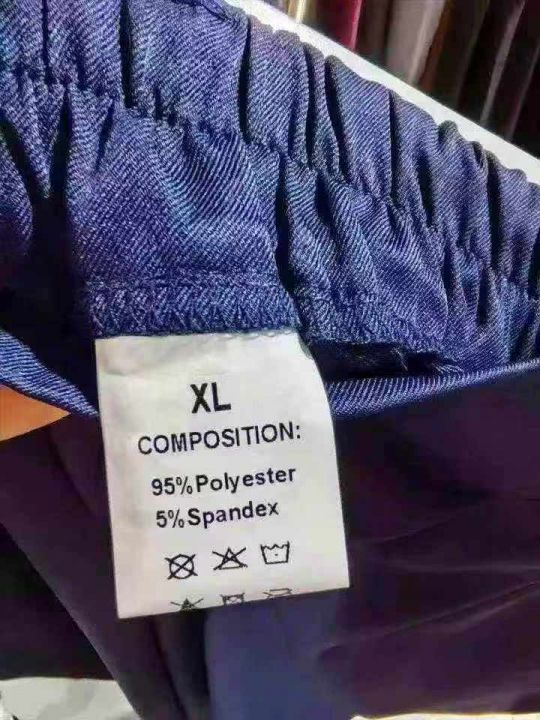 XL
COMPOSITION:
95%Polyester
5%Spandex